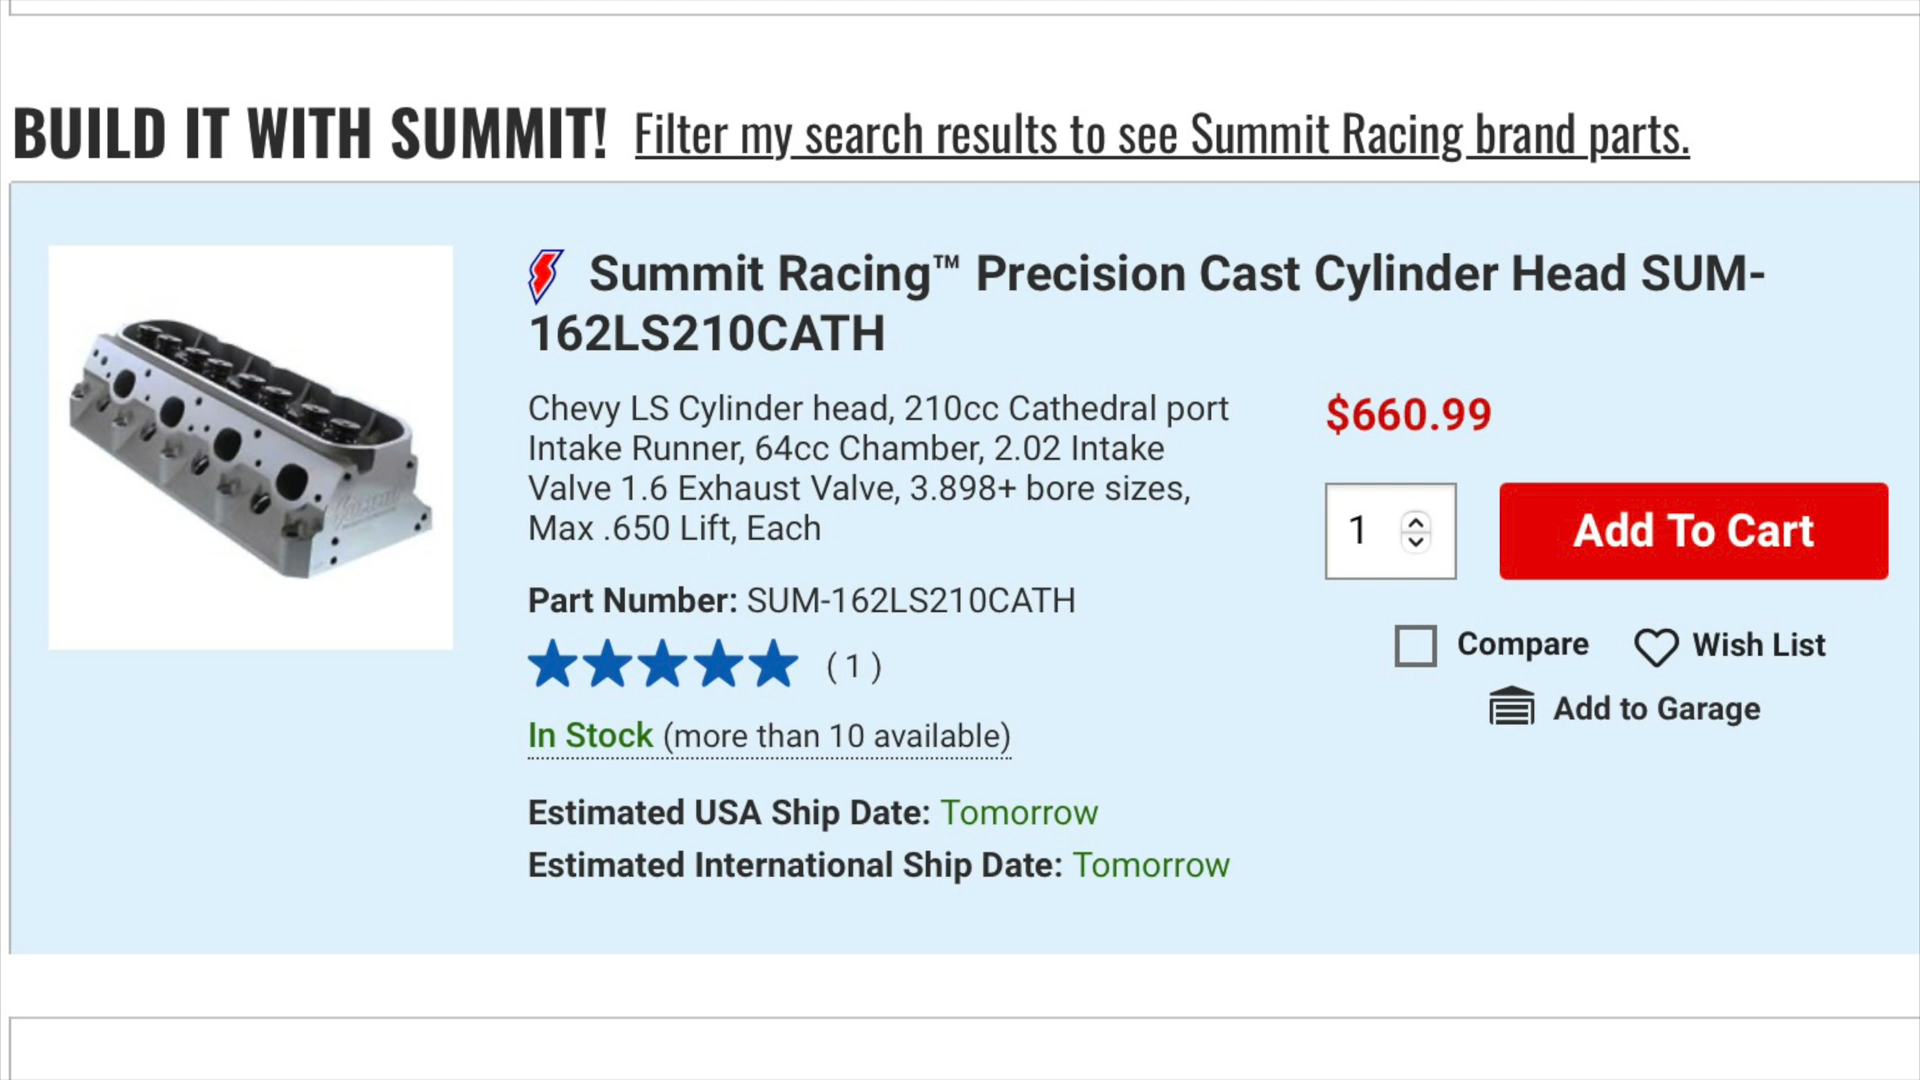 BUILD IT WITH SUMMIT! Filter my search results to see Summit Racing brand parts.
Summit Racing™ Precision Cast Cylinder Head SUM-
162LS210CATH
Chevy LS Cylinder head, 210cc Cathedral port
Intake Runner, 64cc Chamber, 2.02 Intake
Valve 1.6 Exhaust Valve, 3.898+ bore sizes,
Max .650 Lift, Each
Part Number: SUM-162LS210CATH
( 1 )
In Stock (more than 10 available)
Estimated USA Ship Date: Tomorrow
Estimated International Ship Date: Tomorrow
$660.99
1
Add To Cart
Compare
Wish List
Add to Garage